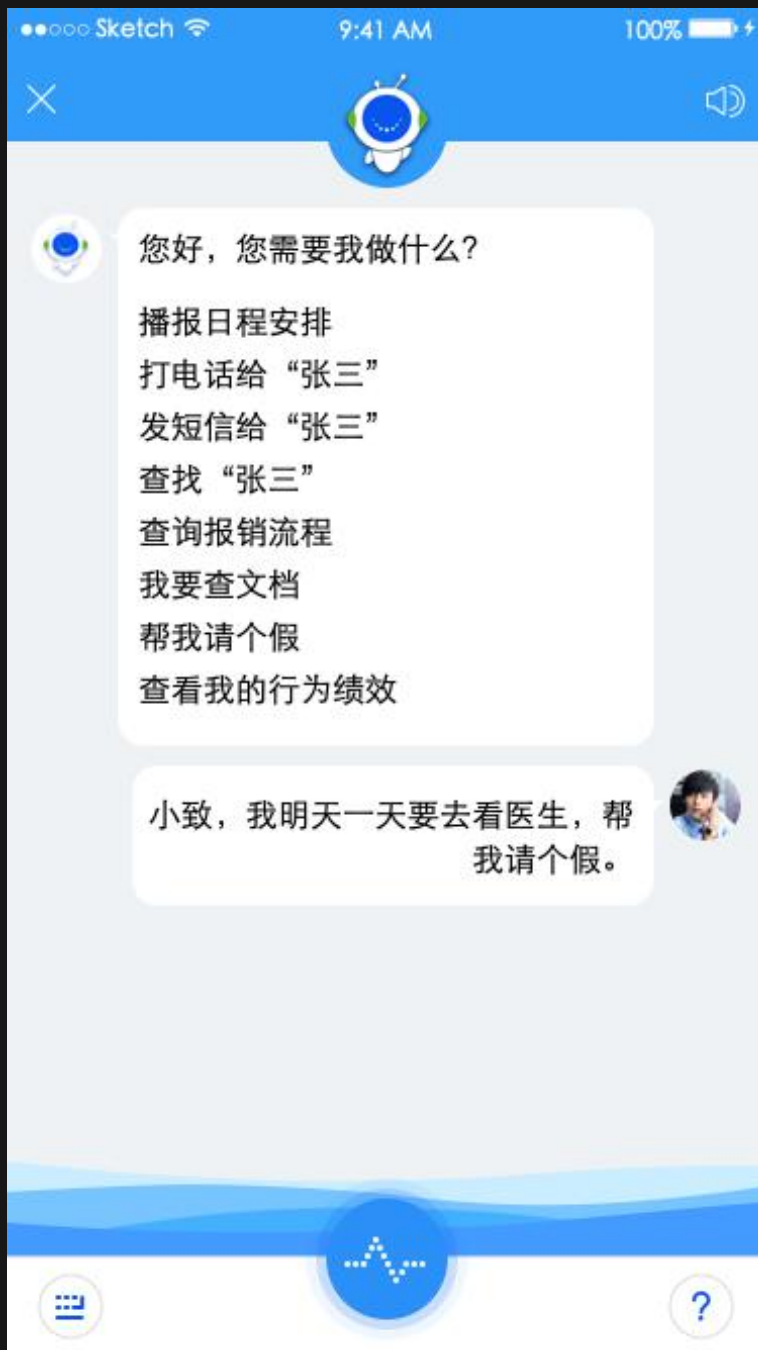 Sketch
9:41 AM
100%
您好，您需要我做什么？
播报日程安排
打电话给“张三”
发短信给“张三”
查找“张三”
查询报销流程
我要查文档
帮我请个假
查看我的行为绩效
小致，我明天一天要去看医生，帮
我请个假。
?